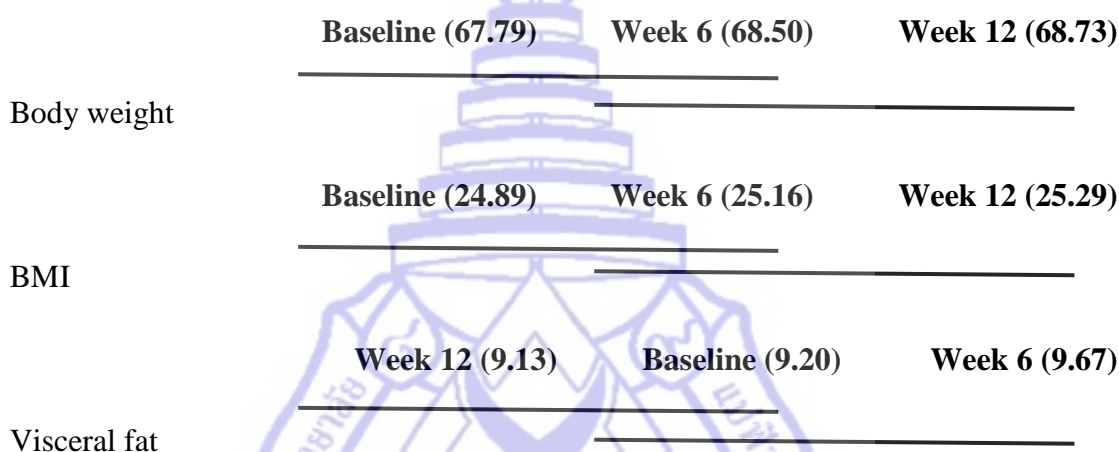 Baseline (67.79) Week 6 (68.50) Week 12 (68.73)
Body weight
Baseline (24.89) Week 6 (25.16) Week 12 (25.29)
BMI
Week 12 (9.13) Baseline (9.20) Week 6 (9.67)
Visceral fat